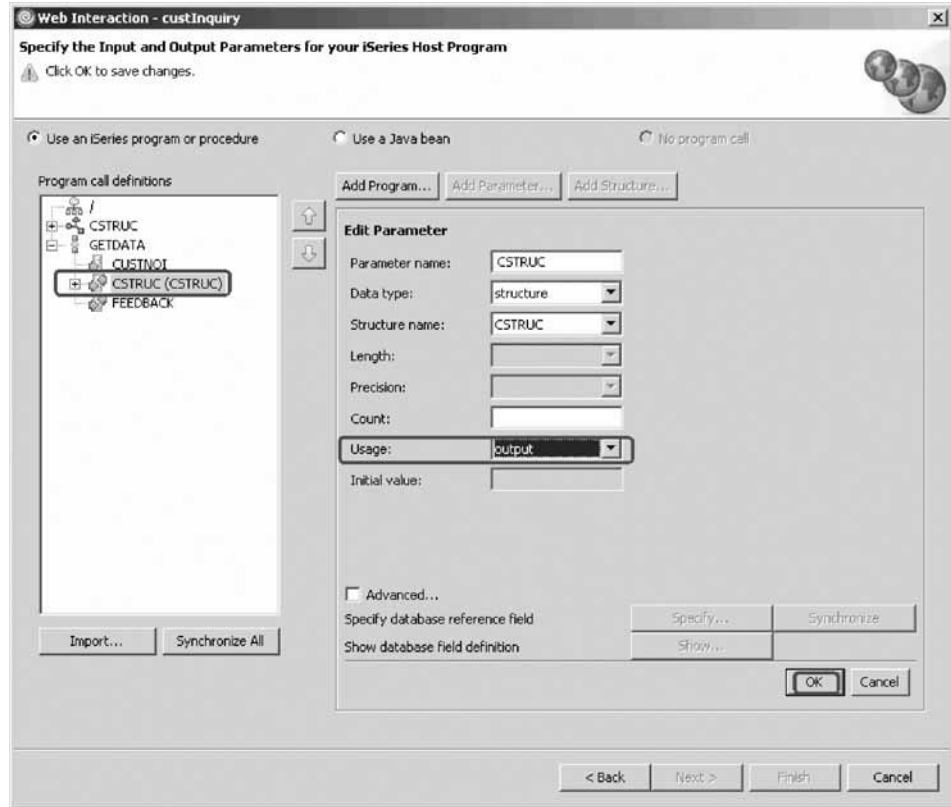 Web Interaction - custInquiry
Specify the Input and Output Parameters for your iSeries Host Program
Click OK to save changes.
Use an iSeries program or procedure
Use a Java bean
No program call
Program call definitions
Add Program...
Add Parameter...
Add Structure...
/
CSTRUC
GETDATA
CUSTNOI
CSTRUC (CSTRUC)
FEEDBACK
Edit Parameter
Parameter name: CSTRUC
Data type: structure
Structure name: CSTRUC
Length:
Precision:
Count:
Usage: output
Initial value:
Advanced...
Specify database reference field Specify... Synchronize
Show database field definition Show...
Import... Synchronize All
OK Cancel
< Back Next > Finish Cancel